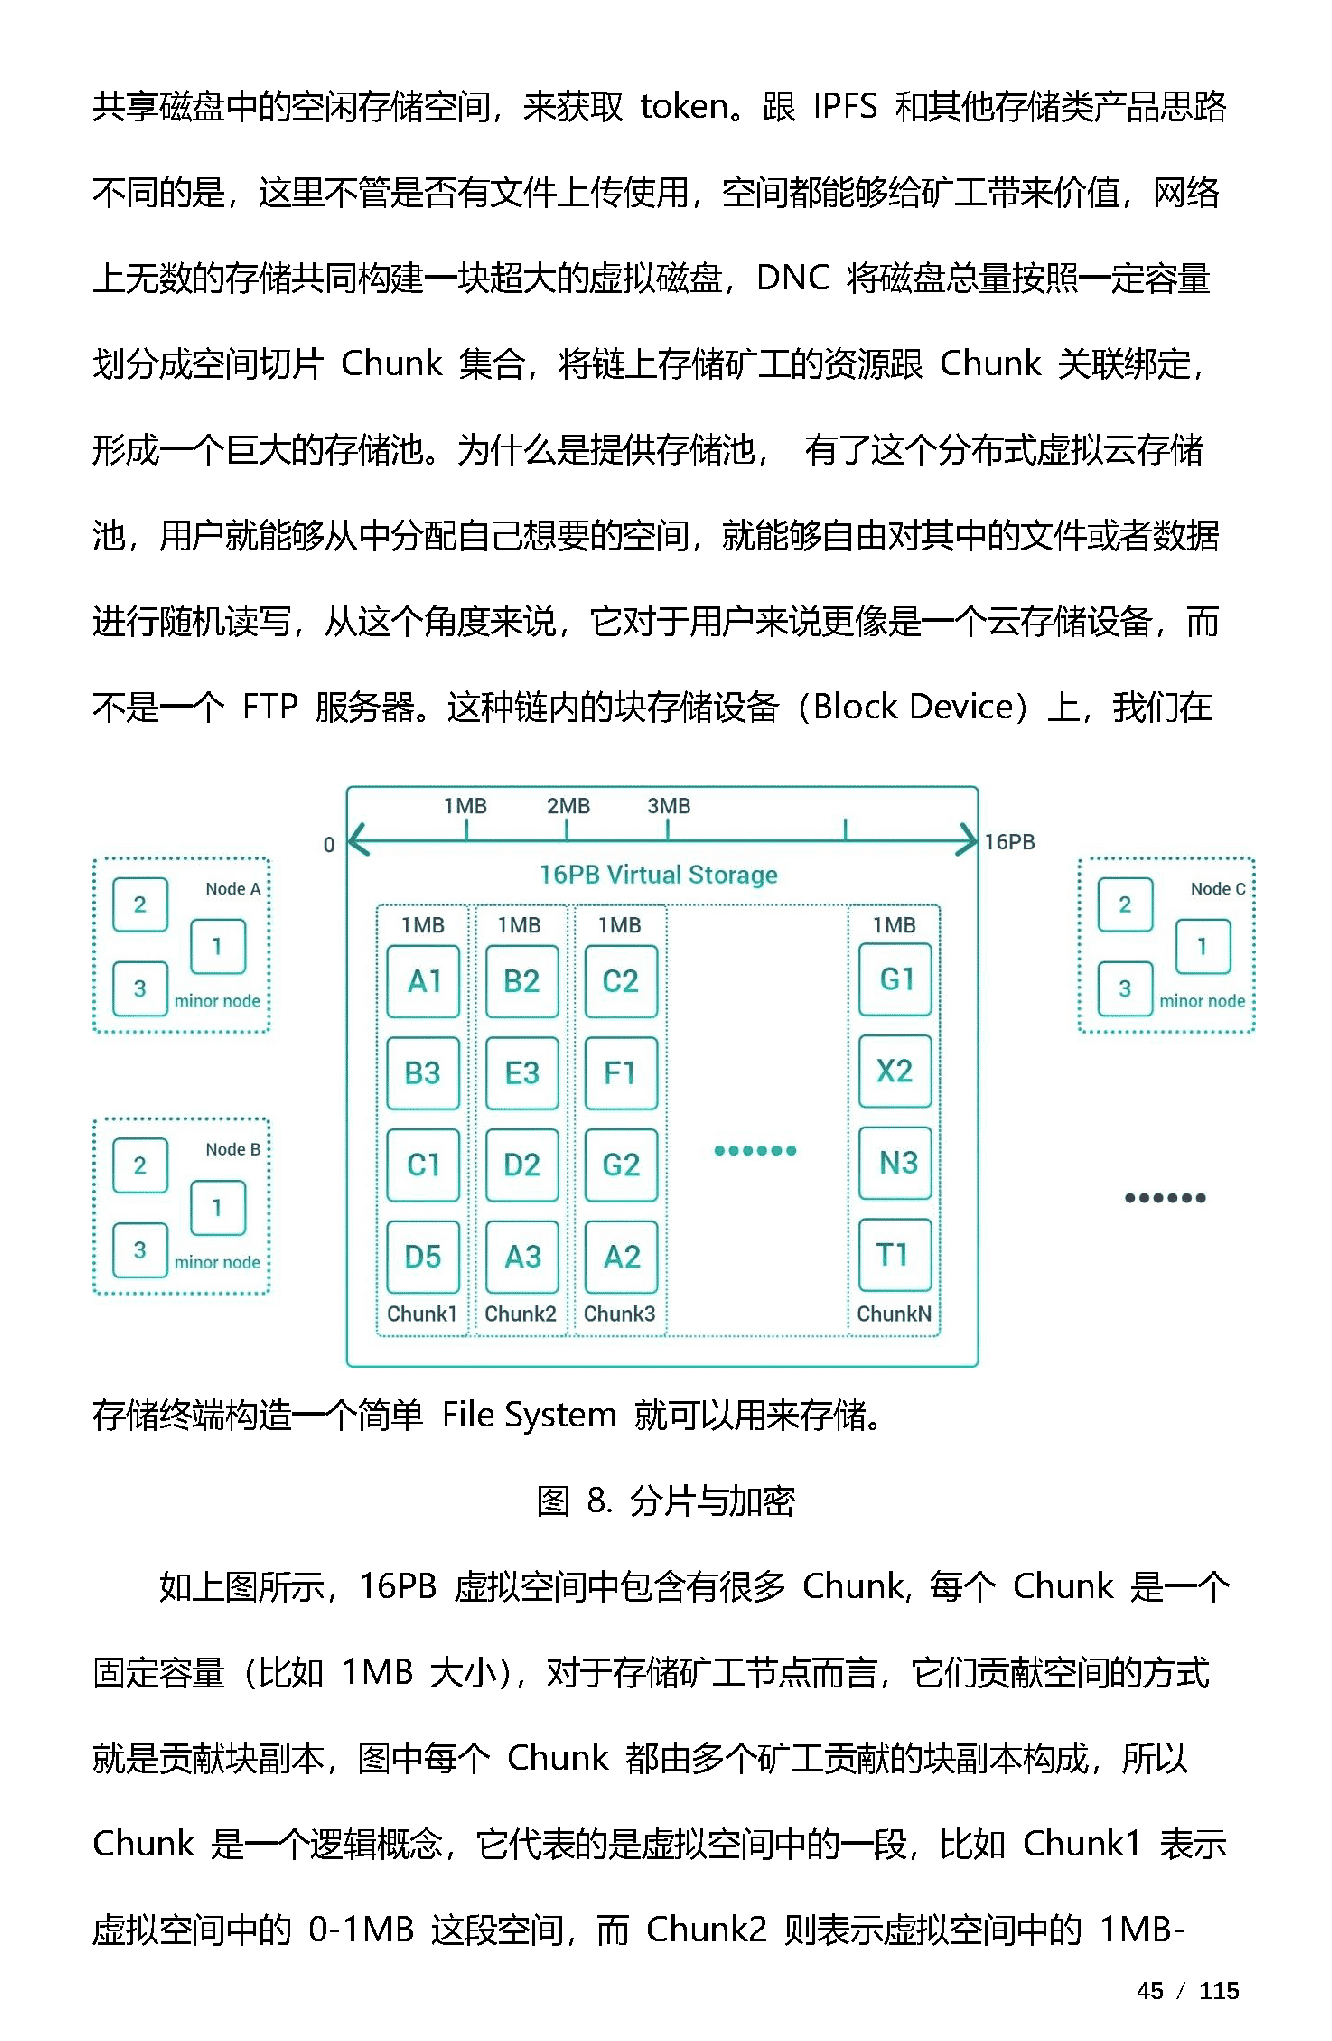 共享磁盘中的空闲存储空间，来获取 token。跟 IPFS 和其他存储类产品思路
不同的是，这里不管是否有文件上传使用，空间都能够给矿工带来价值，网络
上无数的存储共同构建一块超大的虚拟磁盘，DNC 将磁盘总量按照一定容量
划分成空间切片 Chunk 集合，将链上存储矿工的资源跟 Chunk 关联绑定，
形成一个巨大的存储池。为什么是提供存储池， 有了这个分布式虚拟云存储
池，用户就能够从中分配自己想要的空间，就能够自由对其中的文件或者数据
进行随机读写，从这个角度来说，它对于用户来说更像是一个云存储设备，而
不是一个 FTP 服务器。这种链内的块存储设备（Block Device）上，我们在
1MB 2MB 3MB
0 16PB
16PB Virtual Storage
Node A
2
1
3
minor node
Node B
2
1
3
minor node
1MB 1MB 1MB 1MB
A1 B2 C2 G1
B3 E3 F1 X2
C1 D2 G2 •••••• N3
D5 A3 A2 T1
Chunk1 Chunk2 Chunk3 ChunkN
Node C
2
1
3
minor node
••••••
存储终端构造一个简单 File System 就可以用来存储。
图 8. 分片与加密
如上图所示，16PB 虚拟空间中包含有很多 Chunk, 每个 Chunk 是一个
固定容量（比如 1MB 大小），对于存储矿工节点而言，它们贡献空间的方式
就是贡献块副本，图中每个 Chunk 都由多个矿工贡献的块副本构成，所以
Chunk 是一个逻辑概念，它代表的是虚拟空间中的一段，比如 Chunk1 表示
虚拟空间中的 0-1MB 这段空间，而 Chunk2 则表示虚拟空间中的 1MB-
45 / 115